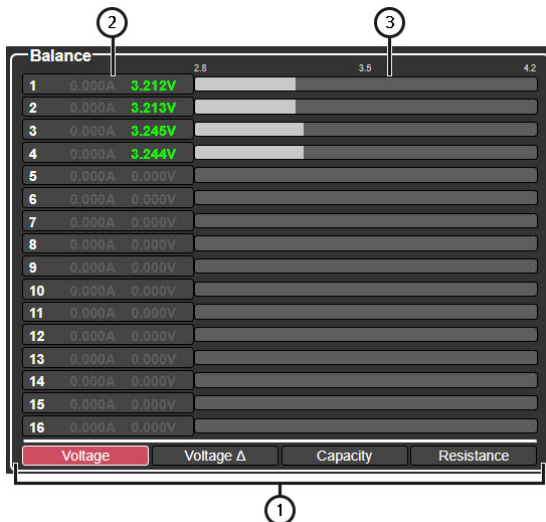 2 3
Balance
2.8 3.5 4.2
1 0.000A 3.212V
2 0.000A 3.213V
3 0.000A 3.245V
4 0.000A 3.244V
5 0.000A 0.000V
6 0.000A 0.000V
7 0.000A 0.000V
8 0.000A 0.000V
9 0.000A 0.000V
10 0.000A 0.000V
11 0.000A 0.000V
12 0.000A 0.000V
13 0.000A 0.000V
14 0.000A 0.000V
15 0.000A 0.000V
16 0.000A 0.000V
Voltage Voltage Δ Capacity Resistance
1